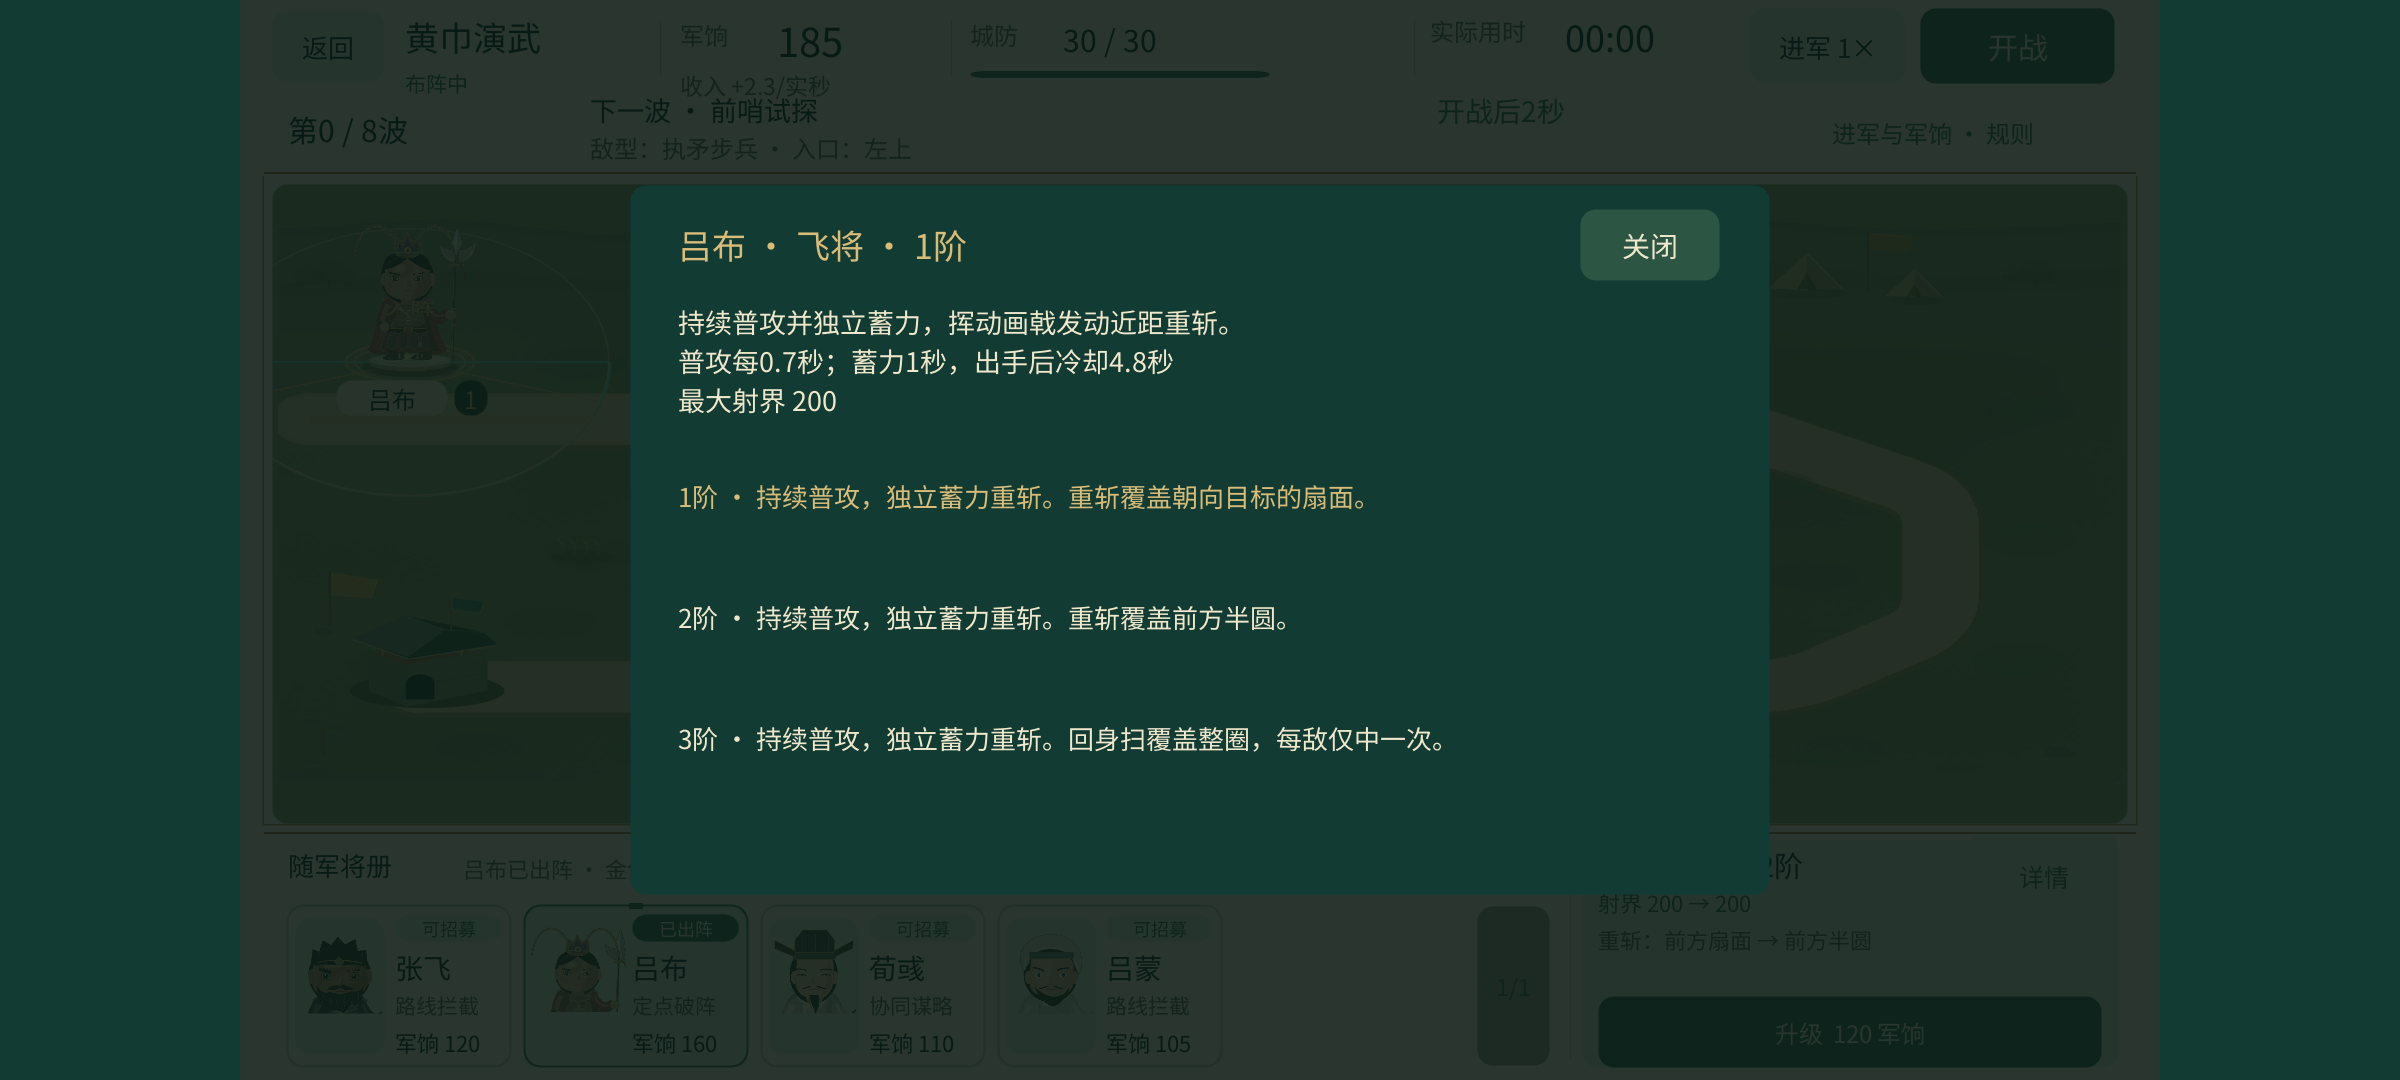 返回
黄巾演武
布阵中
军饷 185
收入 +2.3/实秒
城防 30 / 30
实际用时 00:00
进军 1×
开战
第0 / 8波
下一波 · 前哨试探
敌型：执矛步兵 · 入口：左上
开战后2秒
进军与军饷 · 规则
吕布 · 飞将 · 1阶
关闭
持续普攻并独立蓄力，挥动画戟发动近距重斩。
普攻每0.7秒；蓄力1秒，出手后冷却4.8秒
最大射界 200
1阶 · 持续普攻，独立蓄力重斩。重斩覆盖朝向目标的扇面。
2阶 · 持续普攻，独立蓄力重斩。重斩覆盖前方半圆。
3阶 · 持续普攻，独立蓄力重斩。回身扫覆盖整圈，每敌仅中一次。
吕布 1
随军将册
吕布已出阵 · 金
可招募
张飞
路线拦截
军饷 120
已出阵
吕布
定点破阵
军饷 160
可招募
荀彧
协同谋略
军饷 110
可招募
吕蒙
路线拦截
军饷 105
1/1
2阶
详情
射界 200 → 200
重斩：前方扇面 → 前方半圆
升级 120 军饷